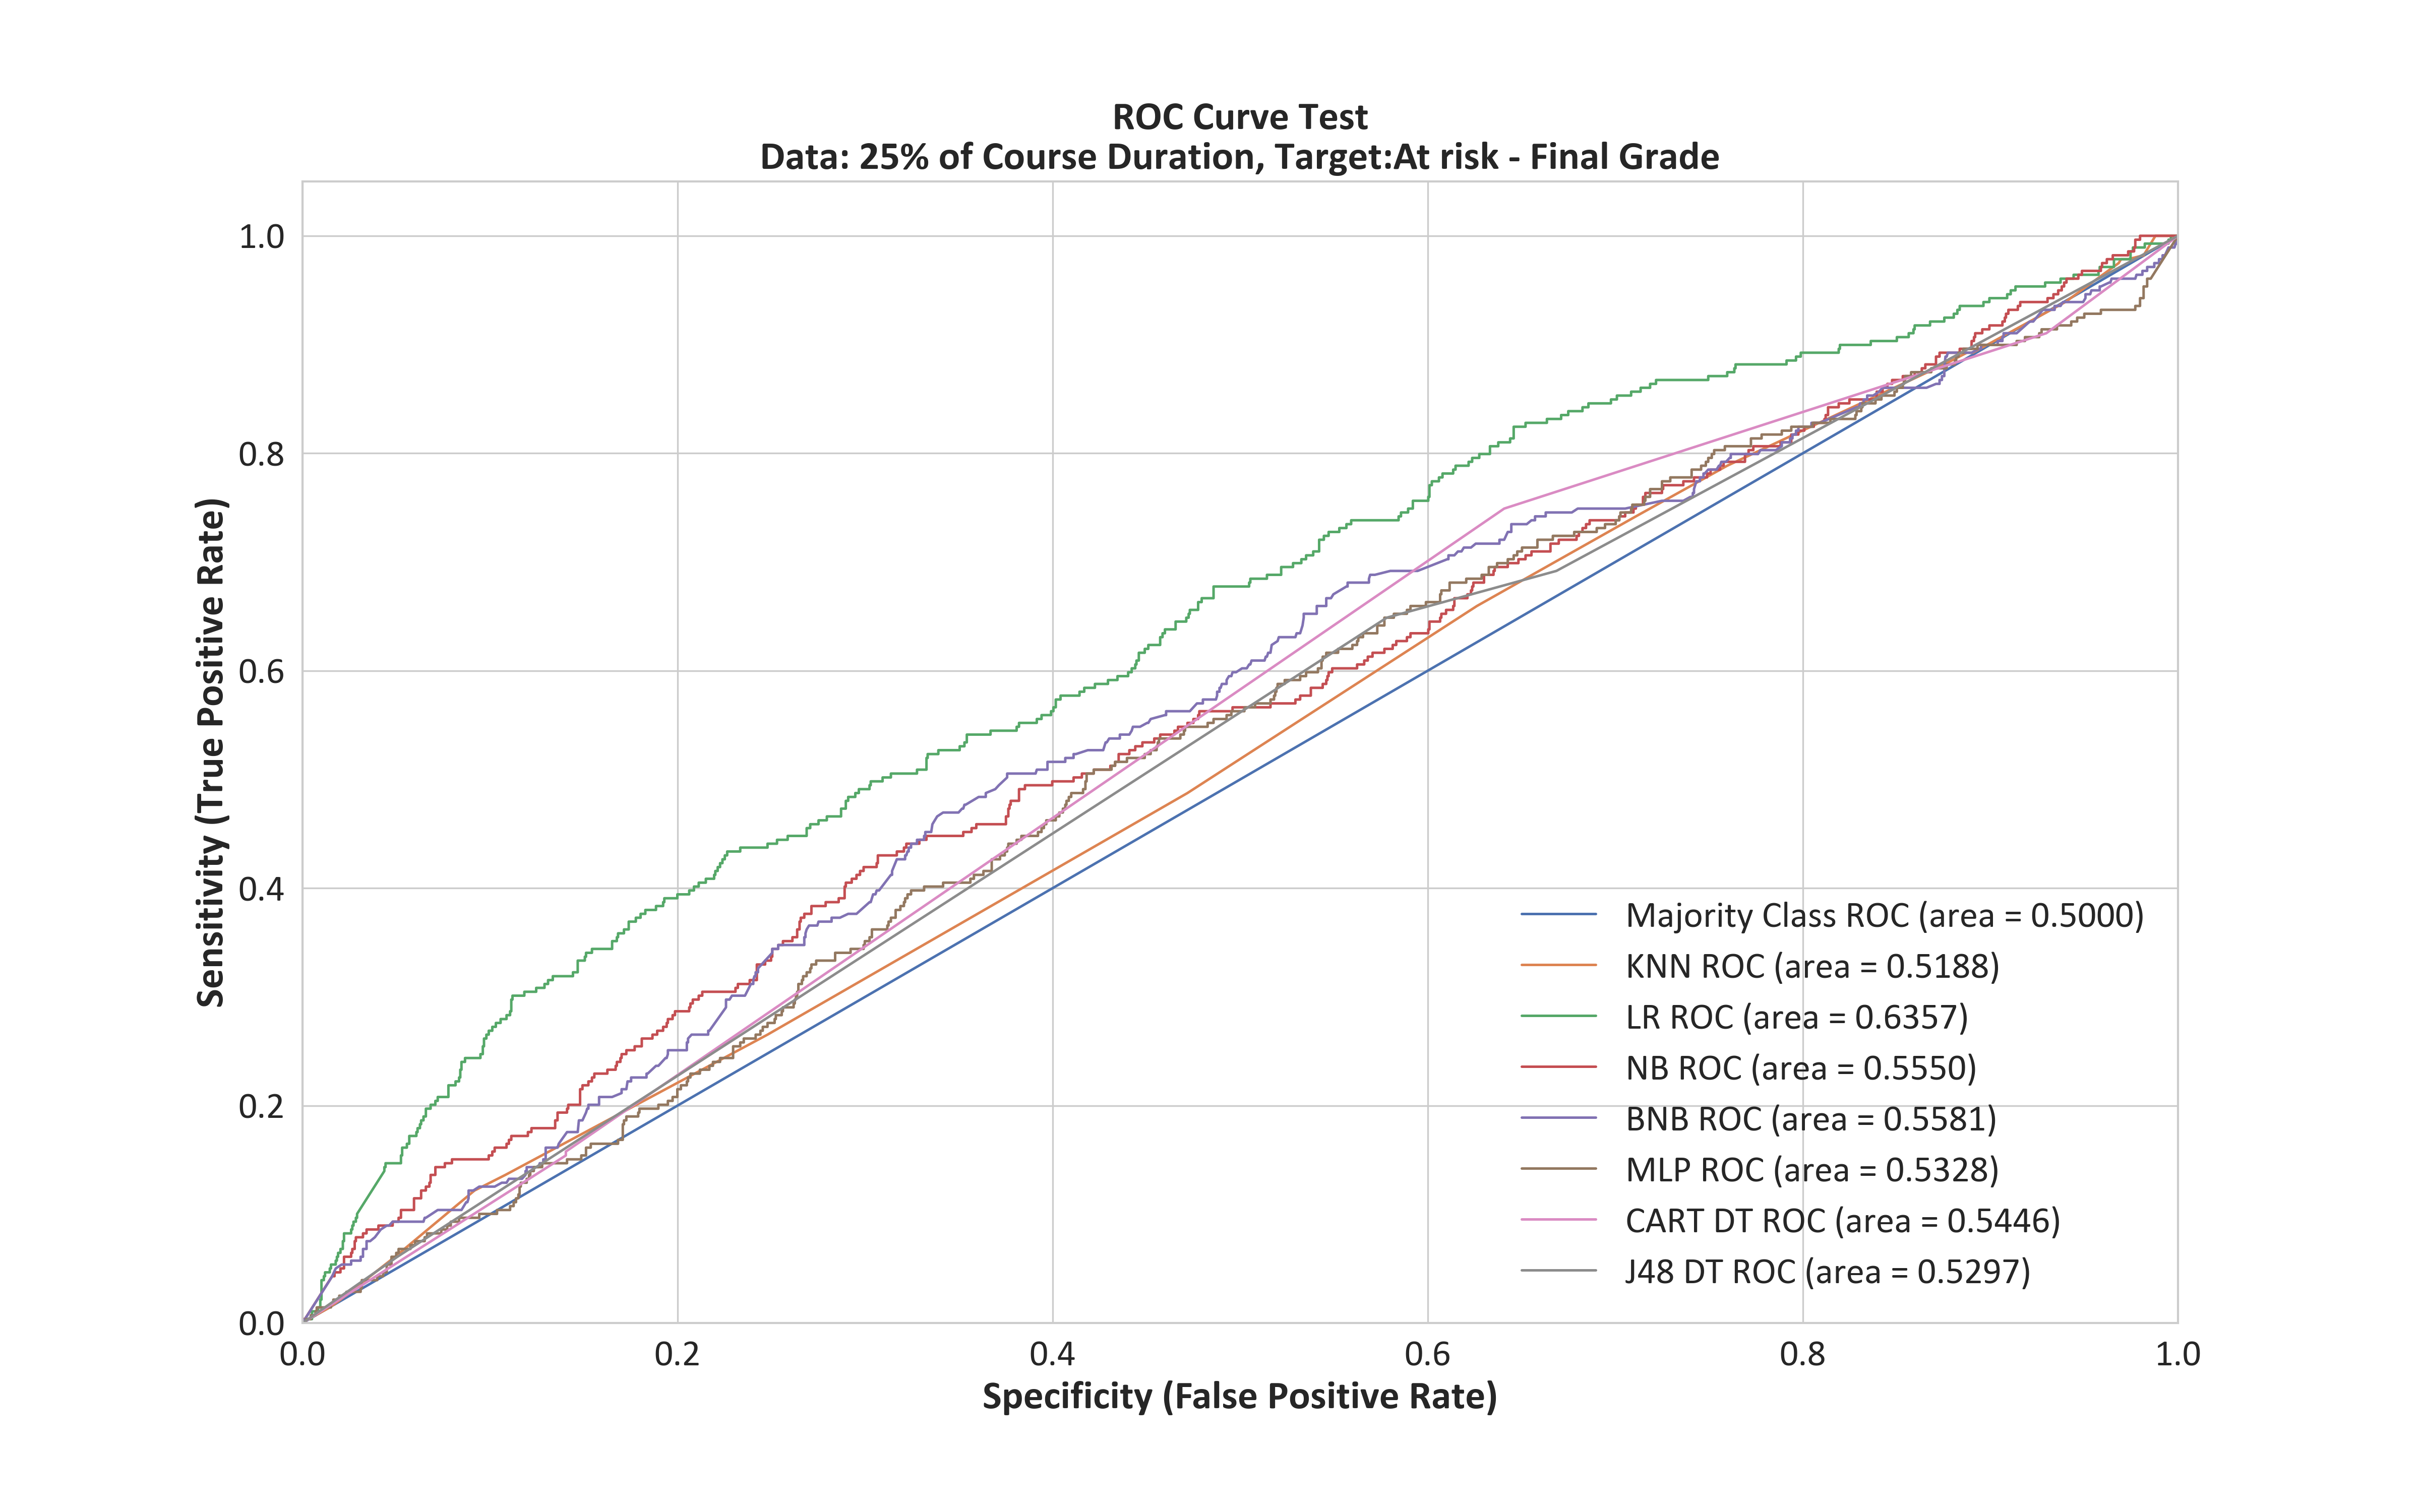 ROC Curve Test
Data: 25% of Course Duration, Target:At risk - Final Grade
Sensitivity (True Positive Rate)
1.0
0.8
0.6
0.4
0.2
0.0
Majority Class ROC (area = 0.5000)
KNN ROC (area = 0.5188)
LR ROC (area = 0.6357)
NB ROC (area = 0.5550)
BNB ROC (area = 0.5581)
MLP ROC (area = 0.5328)
CART DT ROC (area = 0.5446)
J48 DT ROC (area = 0.5297)
0.0 0.2 0.4 0.6 0.8 1.0
Specificity (False Positive Rate)